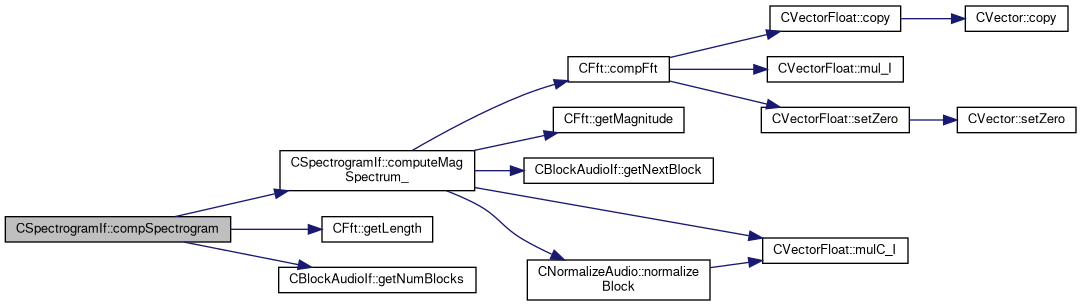 CSpectrogramIf::compSpectrogram
CSpectrogramIf::computeMag
Spectrum_
CFft::getLength
CBlockAudioIf::getNumBlocks
CFft::compFft
CFft::getMagnitude
CBlockAudioIf::getNextBlock
CNormalizeAudio::normalize
Block
CVectorFloat::copy
CVectorFloat::mul_I
CVectorFloat::setZero
CVectorFloat::mulC_I
CVector::copy
CVector::setZero